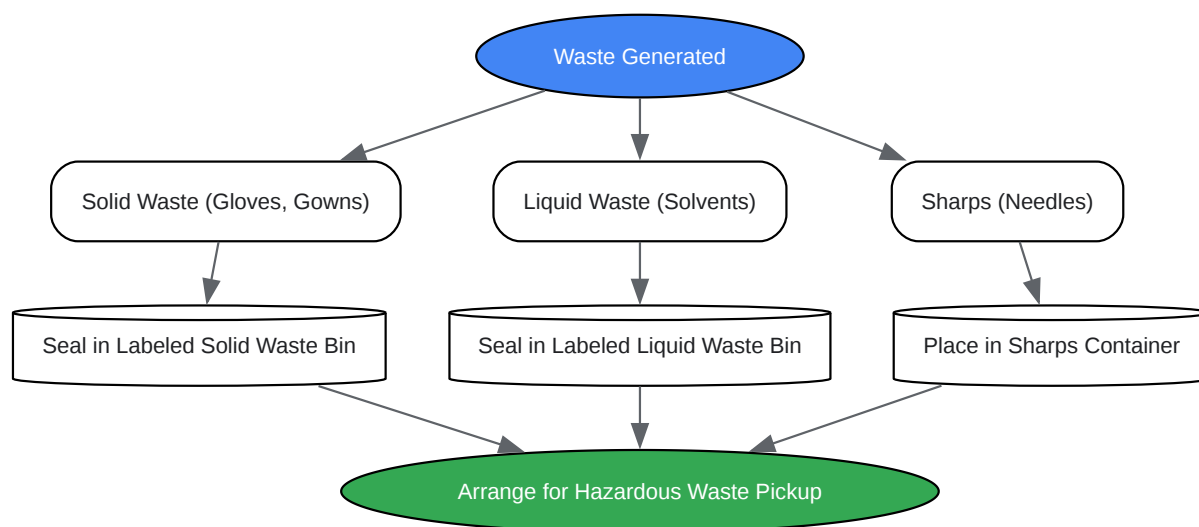 Waste Generated
Solid Waste (Gloves, Gowns)
Liquid Waste (Solvents)
Sharps (Needles)
Seal in Labeled Solid Waste Bin
Seal in Labeled Liquid Waste Bin
Place in Sharps Container
Arrange for Hazardous Waste Pickup